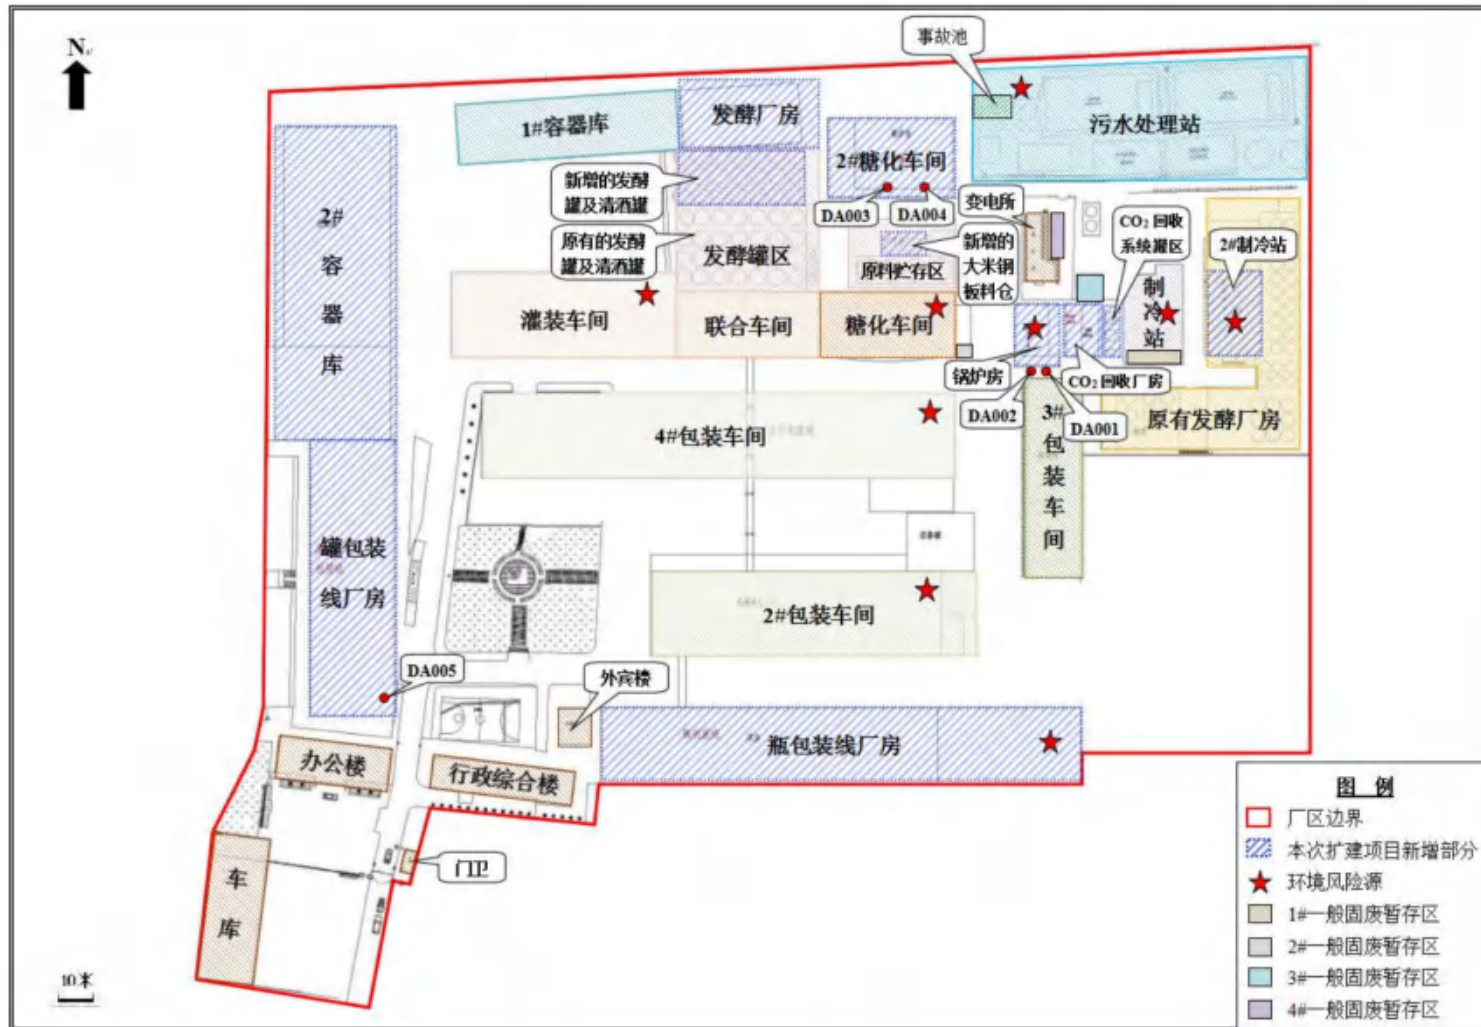 N
事故池
1#容器库
发酵厂房
2#糖化车间
污水处理站
新增的发酵
罐及清酒罐
DA003
DA004
变电所
CO₂回收
系统罐区
2#制冷站
2#
容
器
库
原有的发酵
罐及清酒罐
发酵罐区
原料贮存区
新增的
大米钢
板料仓
制
冷
站
灌装车间
联合车间
糖化车间
锅炉房
CO₂回收厂房
DA002
DA001
原有发酵厂房
4#包装车间
3#
包
装
车
间
罐包装
线厂房
2#包装车间
DA005
外宾楼
瓶包装线厂房
办公楼
行政综合楼
门卫
车
库
10米
图 例
厂区边界
本次扩建项目新增部分
环境风险源
1#一般固废暂存区
2#一般固废暂存区
3#一般固废暂存区
4#一般固废暂存区